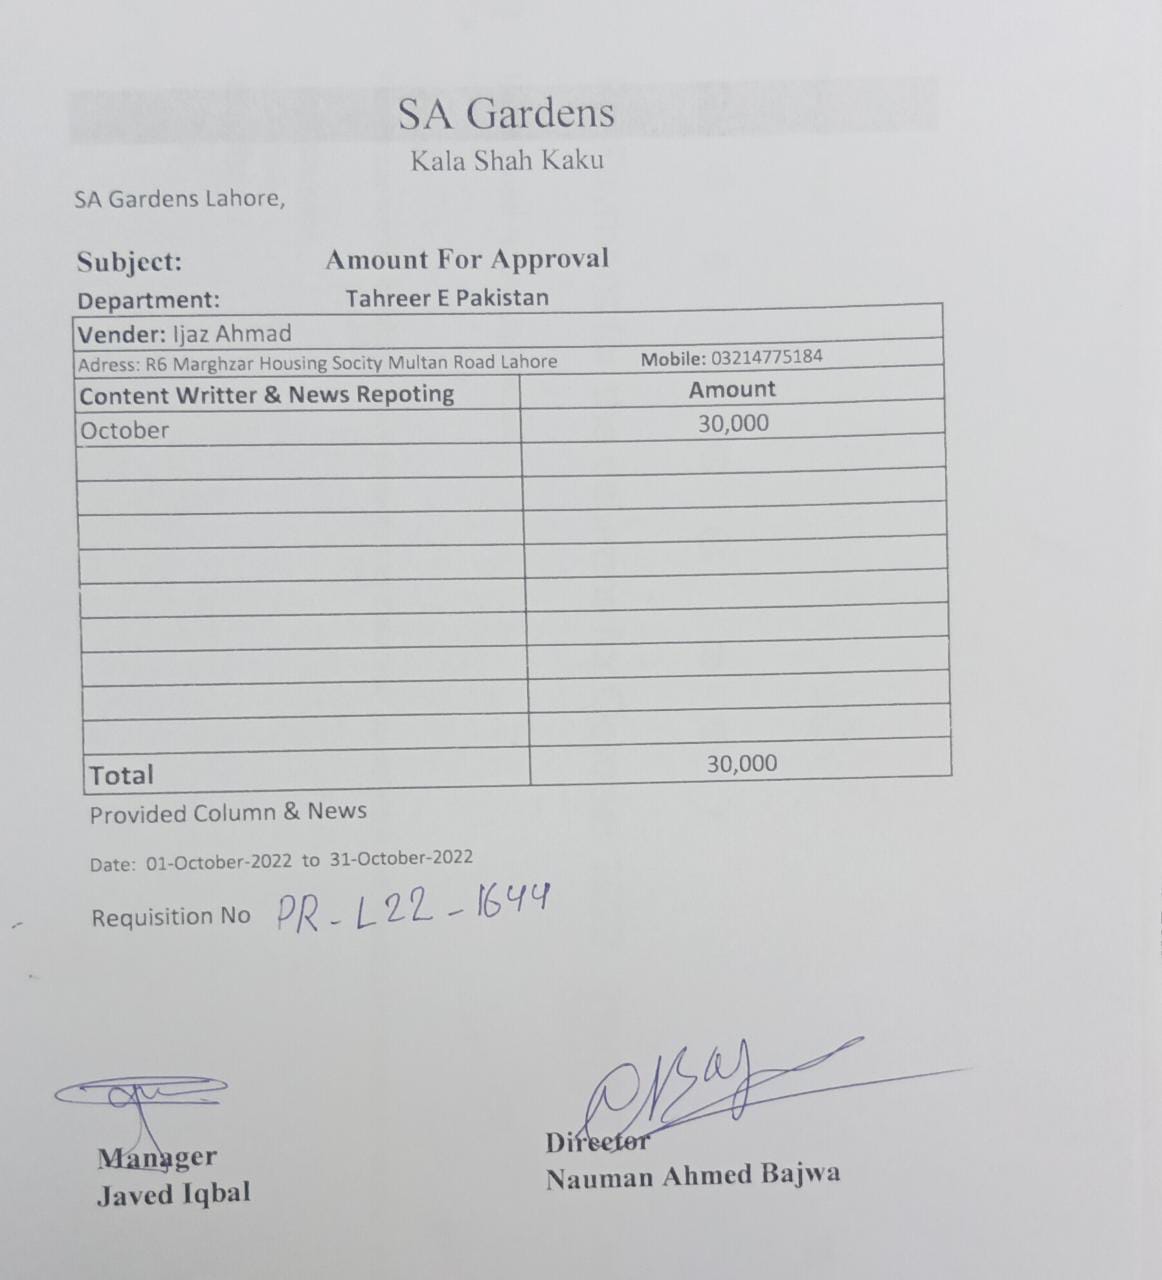 SA Gardens
Kala Shah Kaku
SA Gardens Lahore,
Subject: Amount For Approval
Department: Tahreer E Pakistan
Vender: Ijaz Ahmad
Adress: R6 Marghzar Housing Socity Multan Road Lahore Mobile: 03214775184
Content Writter & News Repoting Amount
October 30,000
Total 30,000
Provided Column & News
Date: 01-October-2022 to 31-October-2022
Requisition No PR-L22-1644
Manager Director
Javed Iqbal Nauman Ahmed Bajwa